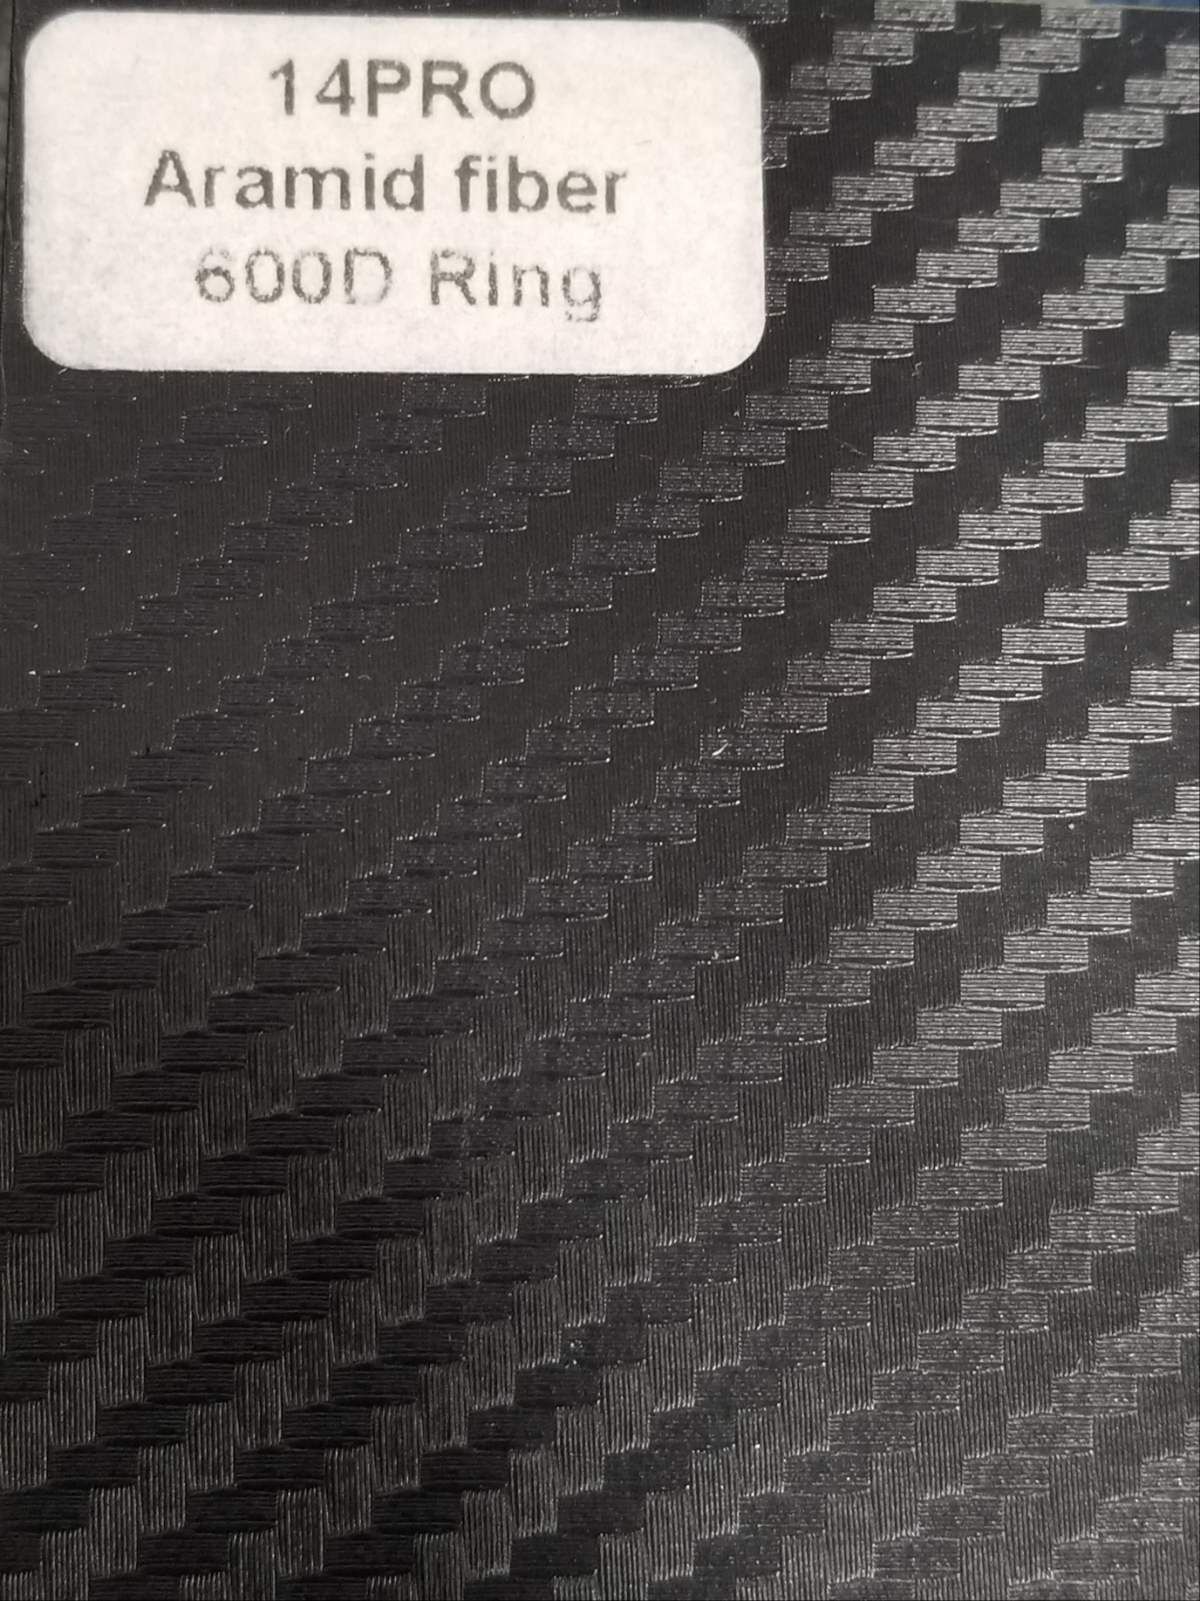 14PRO
Aramid fiber
600D Ring